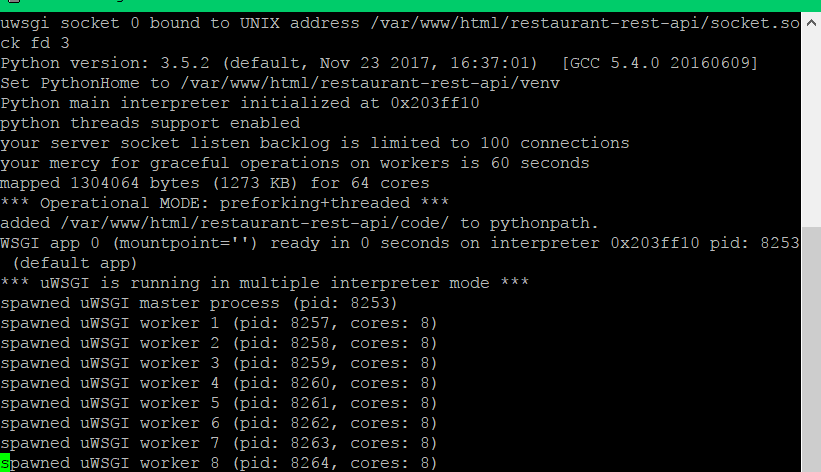 uwsgi socket 0 bound to UNIX address /var/www/html/restaurant-rest-api/socket.so
ck fd 3
Python version: 3.5.2 (default, Nov 23 2017, 16:37:01)  [GCC 5.4.0 20160609]
Set PythonHome to /var/www/html/restaurant-rest-api/venv
Python main interpreter initialized at 0x203ff10
python threads support enabled
your server socket listen backlog is limited to 100 connections
your mercy for graceful operations on workers is 60 seconds
mapped 1304064 bytes (1273 KB) for 64 cores
*** Operational MODE: preforking+threaded ***
added /var/www/html/restaurant-rest-api/code/ to pythonpath.
WSGI app 0 (mountpoint='') ready in 0 seconds on interpreter 0x203ff10 pid: 8253
 (default app)
*** uWSGI is running in multiple interpreter mode ***
spawned uWSGI master process (pid: 8253)
spawned uWSGI worker 1 (pid: 8257, cores: 8)
spawned uWSGI worker 2 (pid: 8258, cores: 8)
spawned uWSGI worker 3 (pid: 8259, cores: 8)
spawned uWSGI worker 4 (pid: 8260, cores: 8)
spawned uWSGI worker 5 (pid: 8261, cores: 8)
spawned uWSGI worker 6 (pid: 8262, cores: 8)
spawned uWSGI worker 7 (pid: 8263, cores: 8)
spawned uWSGI worker 8 (pid: 8264, cores: 8)